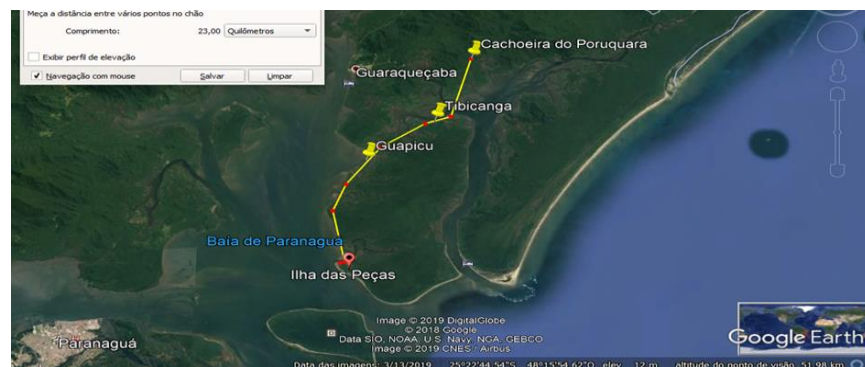 Meça a distância entre vários pontos no chão
Comprimento: 23,00 Quilômetros
Exibir perfil de elevação
Navegação com mouse Salvar Limpar
Cachoeira do Poruquara
Guaraqueçaba
Tibicanga
Guapicu
Baía de Paranaguá
Ilha das Peças
Paranaguá
Image © 2019 DigitalGlobe
© 2018 Google
Data SIO, NOAA, U.S. Navy, NGA, GEBCO
Image © 2019 CNES / Airbus
Google Earth
Data das imagens: 3/13/2019 25°22'44.54"S 48°15'54.62"O elev 12 m altitude do ponto de visão 51.98 km